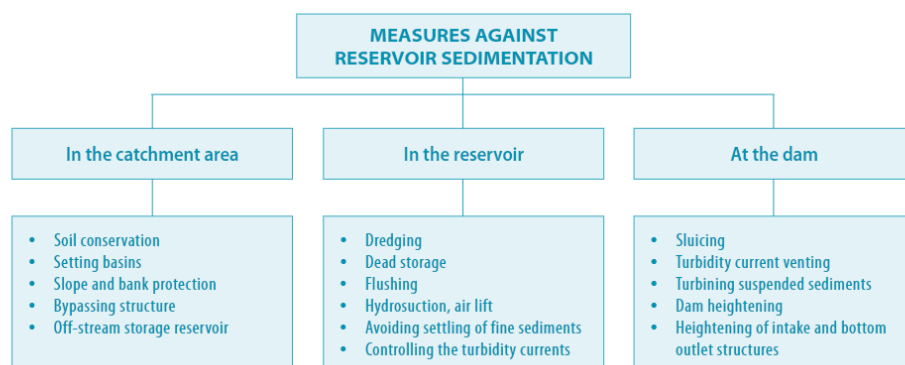 MEASURES AGAINST
RESERVOIR SEDIMENTATION
In the catchment area
• Soil conservation
• Setting basins
• Slope and bank protection
• Bypassing structure
• Off-stream storage reservoir
In the reservoir
• Dredging
• Dead storage
• Flushing
• Hydrosuction, air lift
• Avoiding settling of fine sediments
• Controlling the turbidity currents
At the dam
• Sluicing
• Turbidity current venting
• Turbining suspended sediments
• Dam heightening
• Heightening of intake and bottom
outlet structures